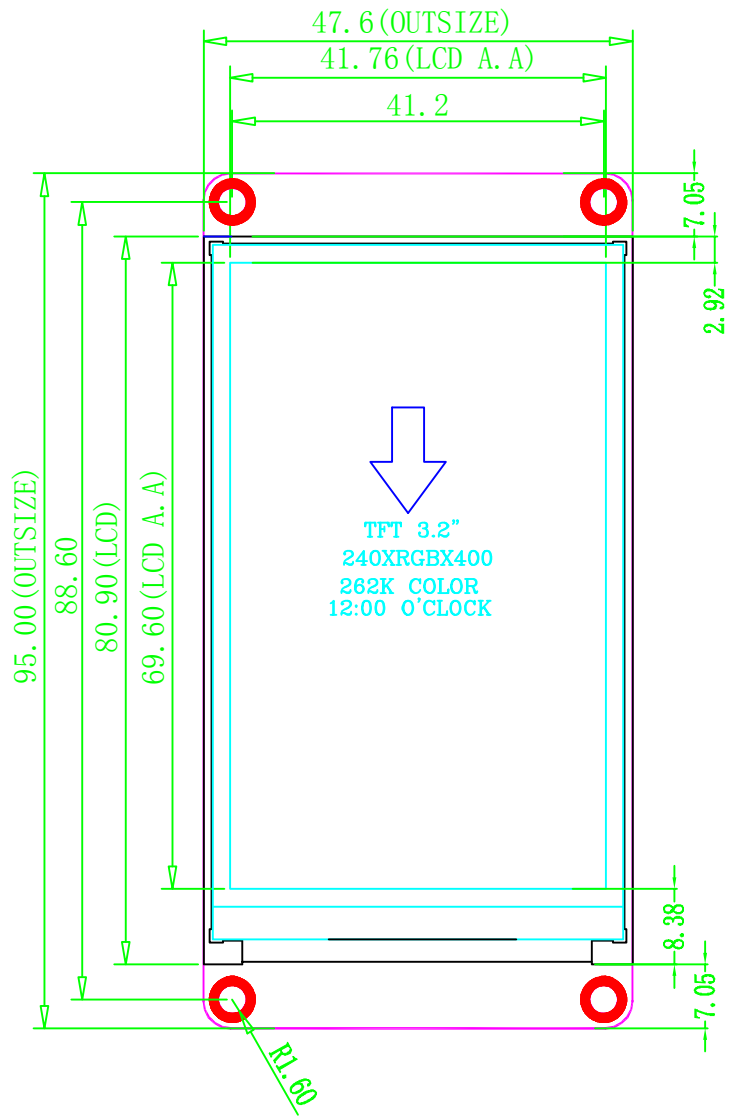 47.6(OUTSIZE)
41.76(LCD A.A)
41.2
7.05
2.92
95.00(OUTSIZE)
88.60
80.90(LCD)
69.60(LCD A.A)
TFT 3.2”
240XRGBX400
262K COLOR
12:00 O'CLOCK
8.38
7.05
R1.60